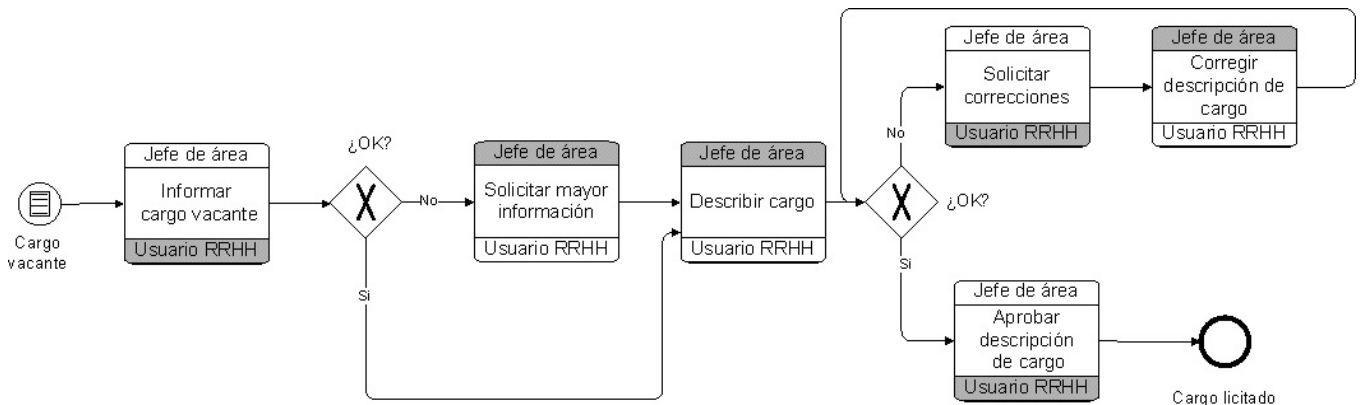 Cargo
vacante
Jefe de área
Informar
cargo vacante
Usuario RRHH
¿OK?
No
Si
Jefe de área
Solicitar mayor
información
Usuario RRHH
Jefe de área
Describir cargo
Usuario RRHH
¿OK?
No
Si
Jefe de área
Solicitar
correcciones
Usuario RRHH
Jefe de área
Corregir
descripción de
cargo
Usuario RRHH
Jefe de área
Aprobar
descripción
de cargo
Usuario RRHH
Cargo licitado